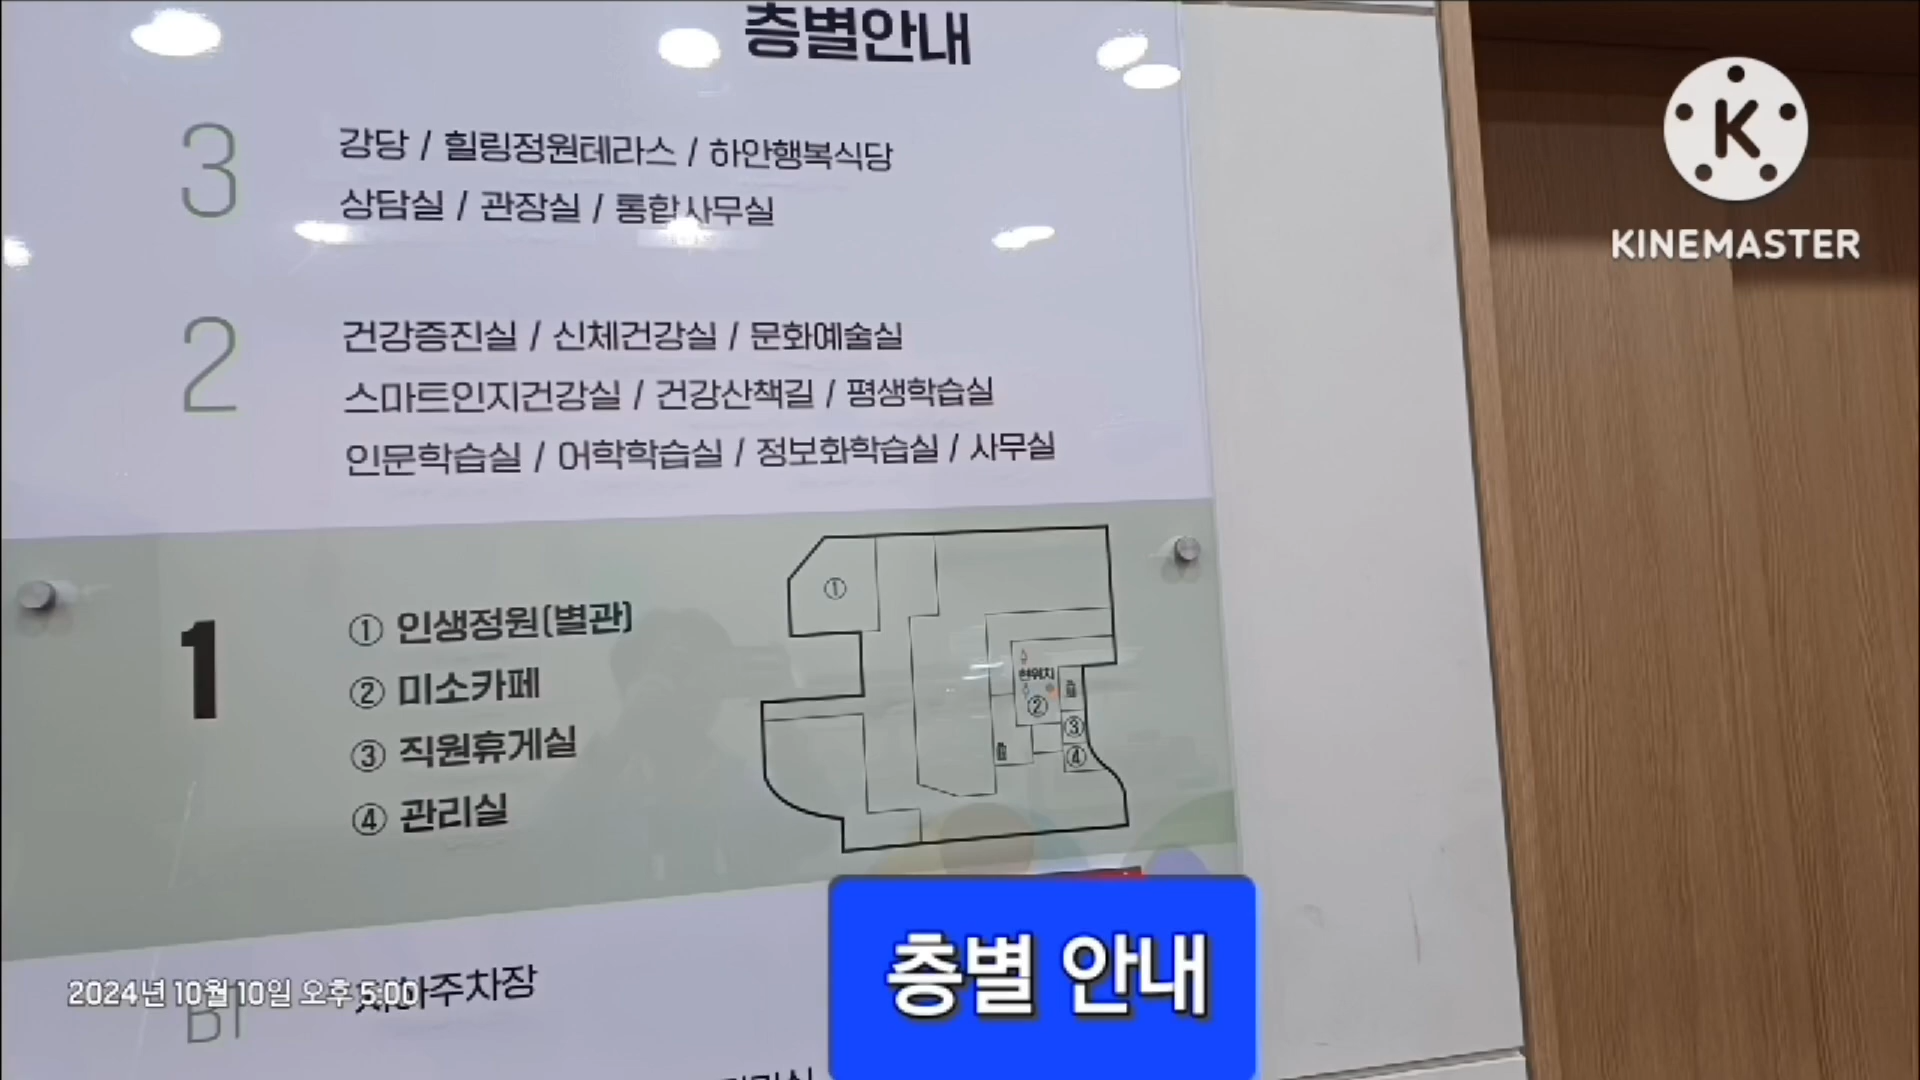 층별안내
3
강당 / 힐링정원테라스 / 하안행복식당
상담실 / 관장실 / 통합사무실
2
건강증진실 / 신체건강실 / 문화예술실
스마트인지건강실 / 건강산책길 / 평생학습실
인문학습실 / 어학학습실 / 정보화학습실 / 사무실
1
① 인생정원(별관)
② 미소카페
③ 직원휴게실
④ 관리실
①
현위치
②
③
④
B1
지하주차장
2024년 10월 10일 오후 5:00
층별 안내
K
KINEMASTER